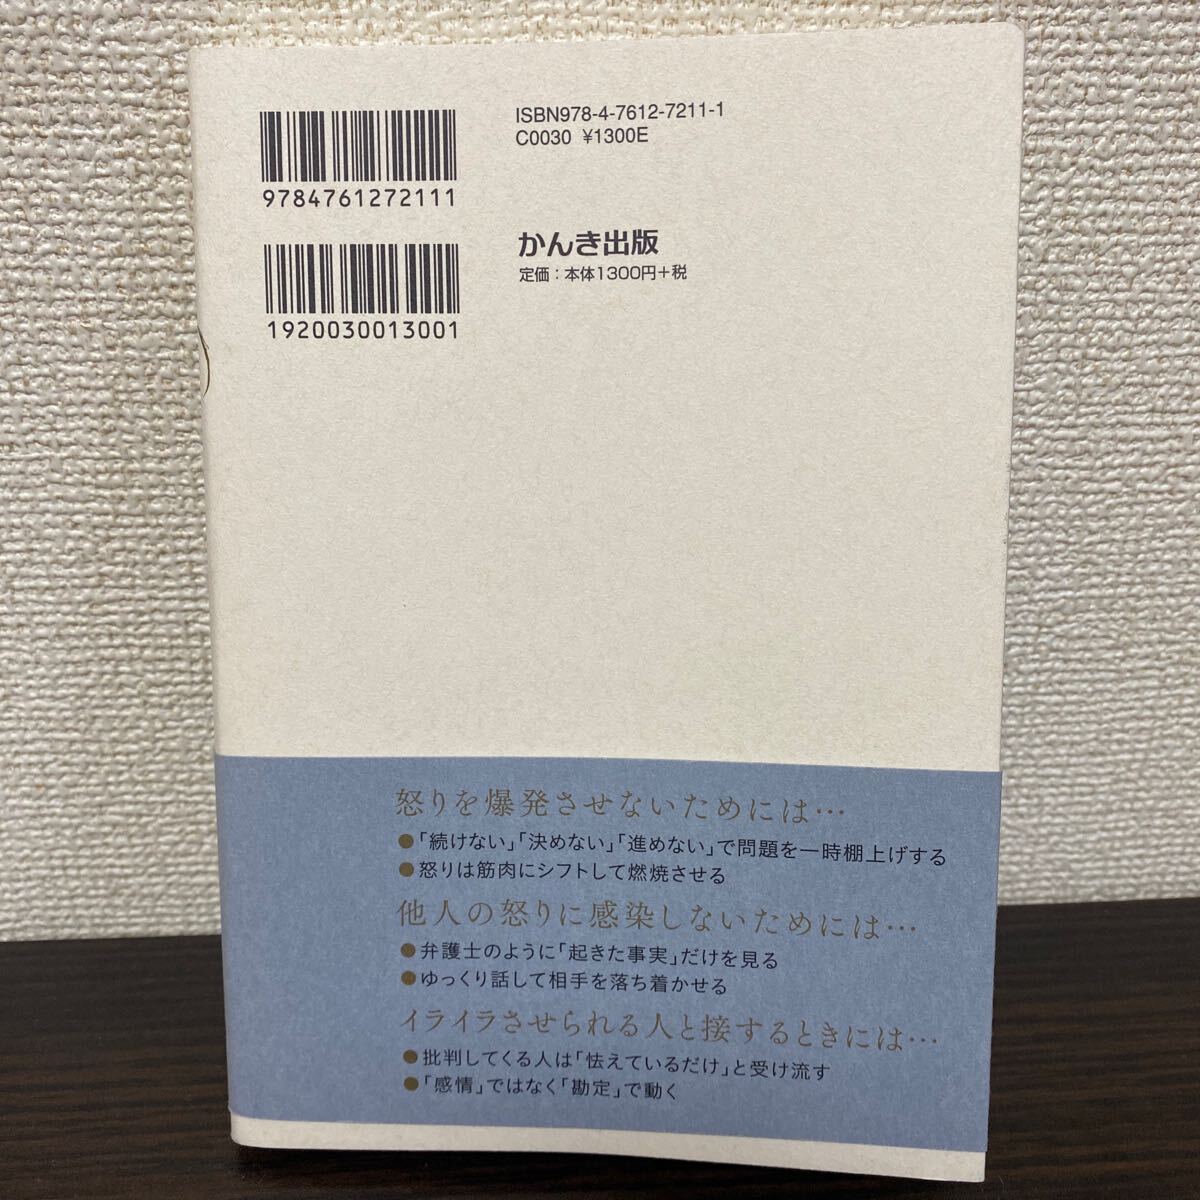 ISBN978-4-7612-7211-1
C0030 ¥1300E
9784761272111
かんき出版
定価：本体1300円+税
1920030013001
怒りを爆発させないためには…
●「続けない」「決めない」「進めない」で問題を一時棚上げする
●怒りは筋肉にシフトして燃焼させる
他人の怒りに感染しないためには…
●弁護士のように「起きた事実」だけを見る
●ゆっくり話して相手を落ち着かせる
イライラさせられる人と接するときには…
●批判してくる人は「怯えているだけ」と受け流す
●「感情」ではなく「勘定」で動く